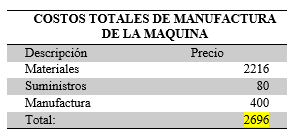 COSTOS TOTALES DE MANUFACTURA
DE LA MAQUINA
Descripción Precio
Materiales 2216
Suministros 80
Manufactura 400
Total: 2696